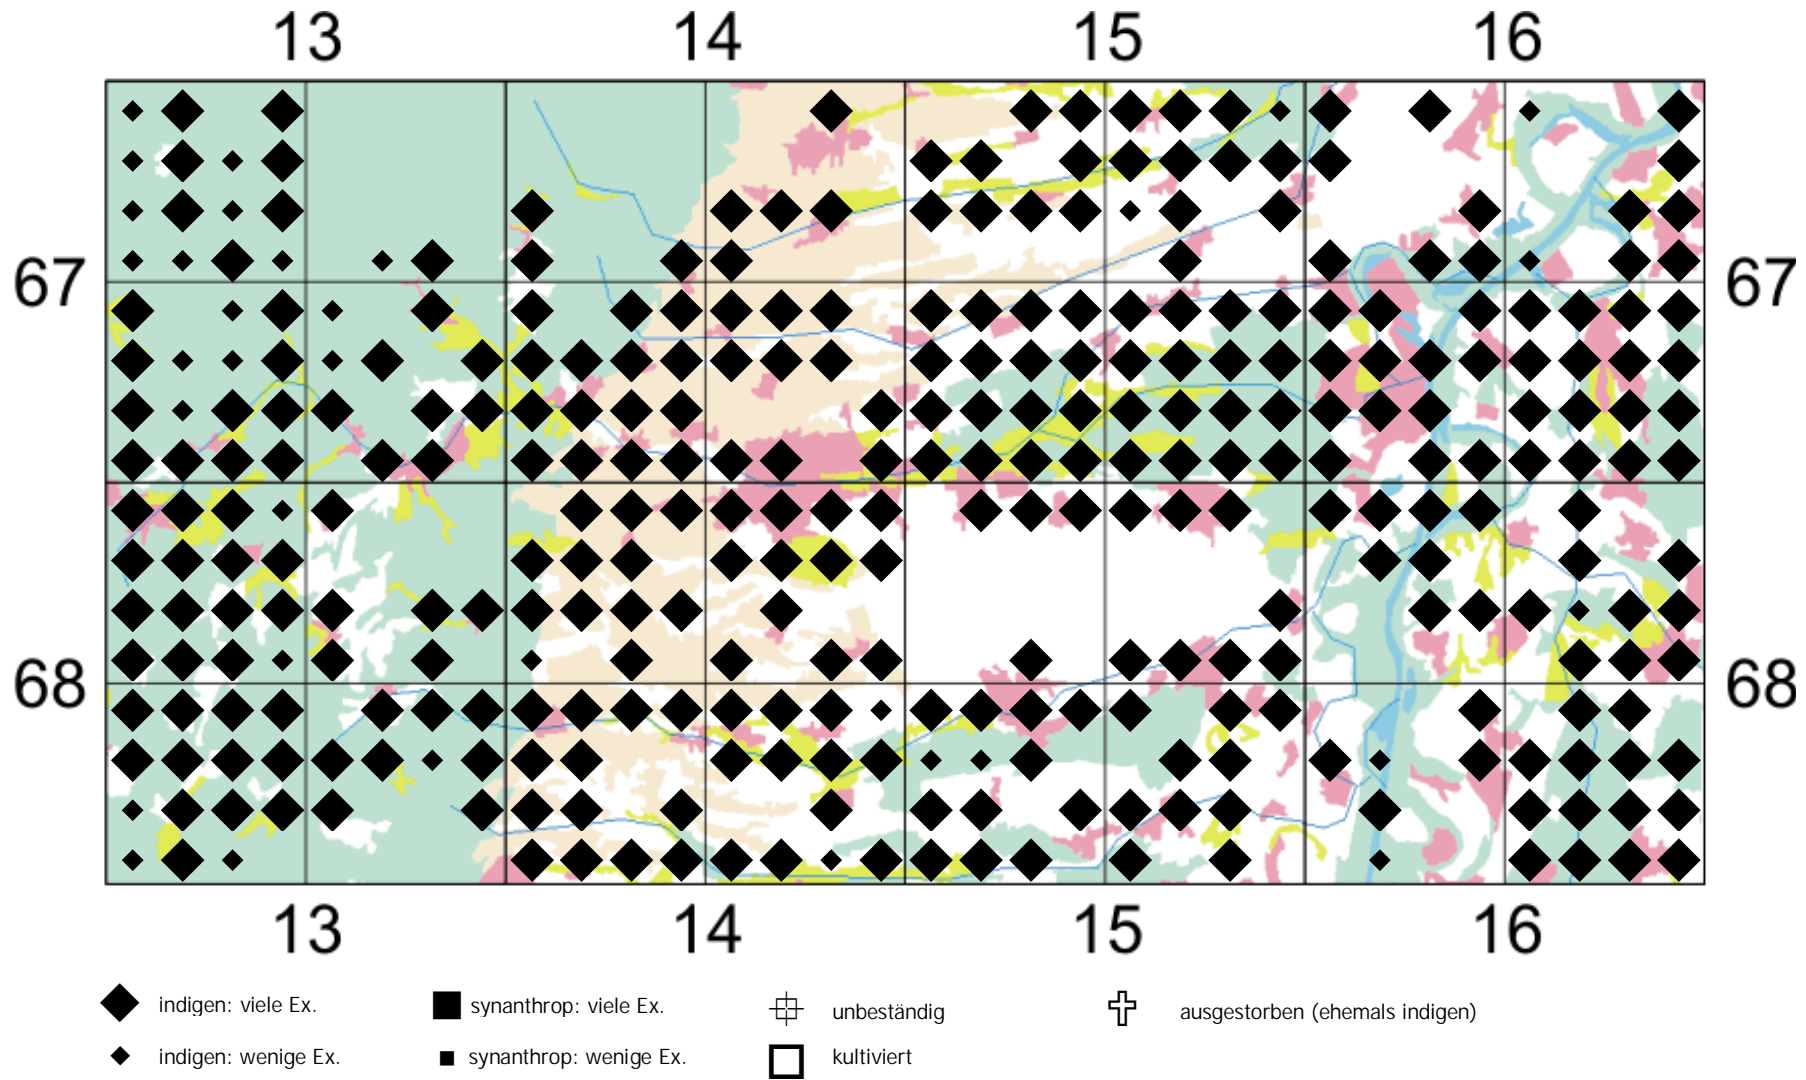 13 14 15 16
67 67
68 68
13 14 15 16
indigen: viele Ex. synanthrop: viele Ex. unbeständig ausgestorben (ehemals indigen)
indigen: wenige Ex. synanthrop: wenige Ex. kultiviert